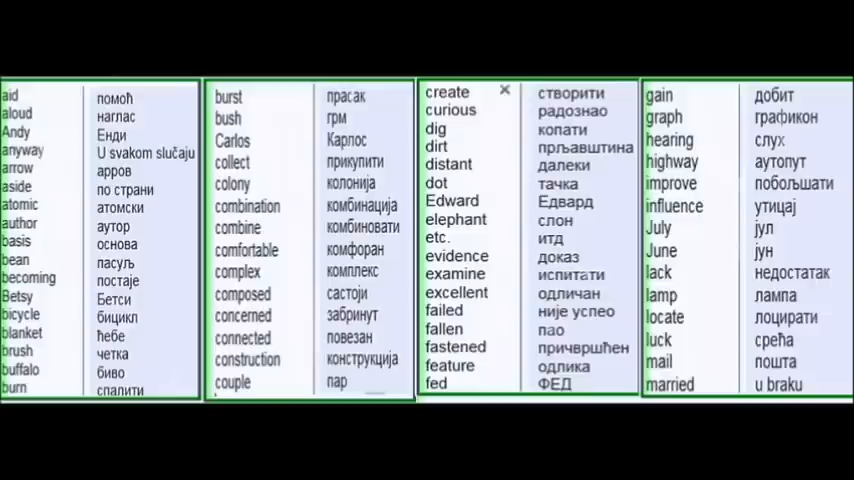 aid помоћ
aloud наглас
Andy Енди
anyway U svakom slučaju
arrow арров
aside по страни
atomic атомски
author аутор
basis основа
bean пасуљ
becoming постаје
Betsy Бетси
bicycle бицикл
blanket ћебе
brush четка
buffalo биво
burn спалити
burst прасак
bush грм
Carlos Карлос
collect прикупити
colony колонија
combination комбинација
combine комбиновати
comfortable комфоран
complex комплекс
composed састоји
concerned забринут
connected повезан
construction конструкција
couple пар
create × створити
curious радознао
dig копати
dirt прљавштина
distant далеки
dot тачка
Edward Едвард
elephant слон
etc. итд
evidence доказ
examine испитати
excellent одличан
failed није успео
fallen пао
fastened причвршћен
feature одлика
fed ФЕД
gain добит
graph графикон
hearing слух
highway аутопут
improve побољшати
influence утицај
July јул
June јун
lack недостатак
lamp лампа
locate лоцирати
luck срећа
mail пошта
married u braku